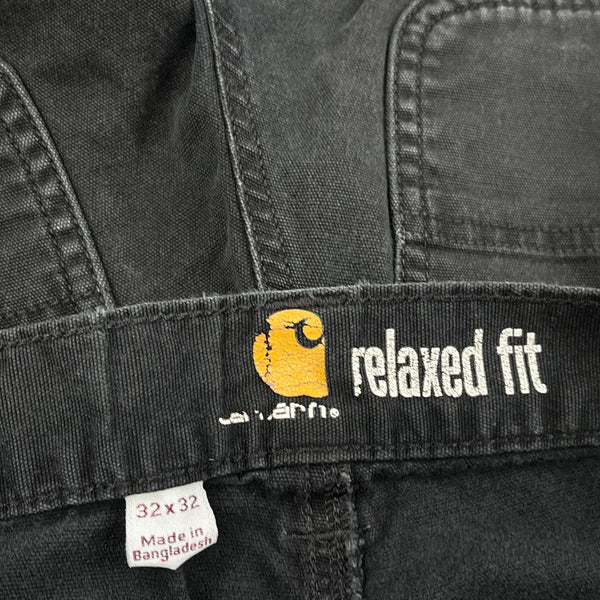 relaxed fit
32 x 32
Made in
Bangladesh